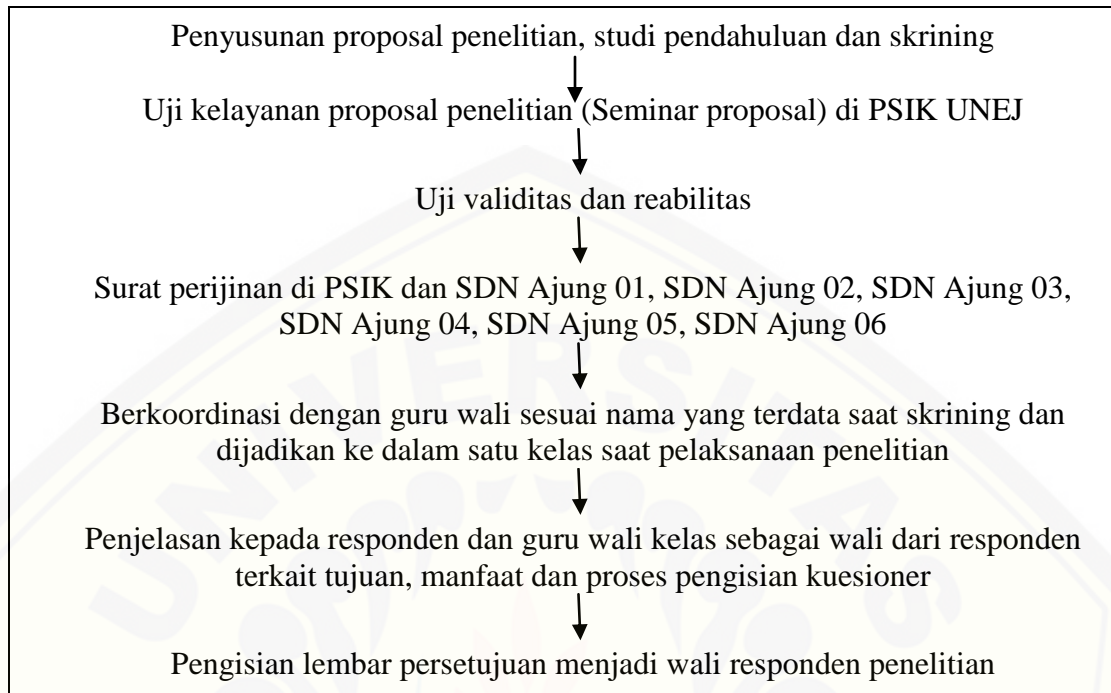 Penyusunan proposal penelitian, studi pendahuluan dan skrining
Uji kelayanan proposal penelitian (Seminar proposal) di PSIK UNEJ
Uji validitas dan reabilitas
Surat perijinan di PSIK dan SDN Ajung 01, SDN Ajung 02, SDN Ajung 03,
SDN Ajung 04, SDN Ajung 05, SDN Ajung 06
Berkoordinasi dengan guru wali sesuai nama yang terdata saat skrining dan
dijadikan ke dalam satu kelas saat pelaksanaan penelitian
Penjelasan kepada responden dan guru wali kelas sebagai wali dari responden
terkait tujuan, manfaat dan proses pengisian kuesioner
Pengisian lembar persetujuan menjadi wali responden penelitian
UNIVERSITAS